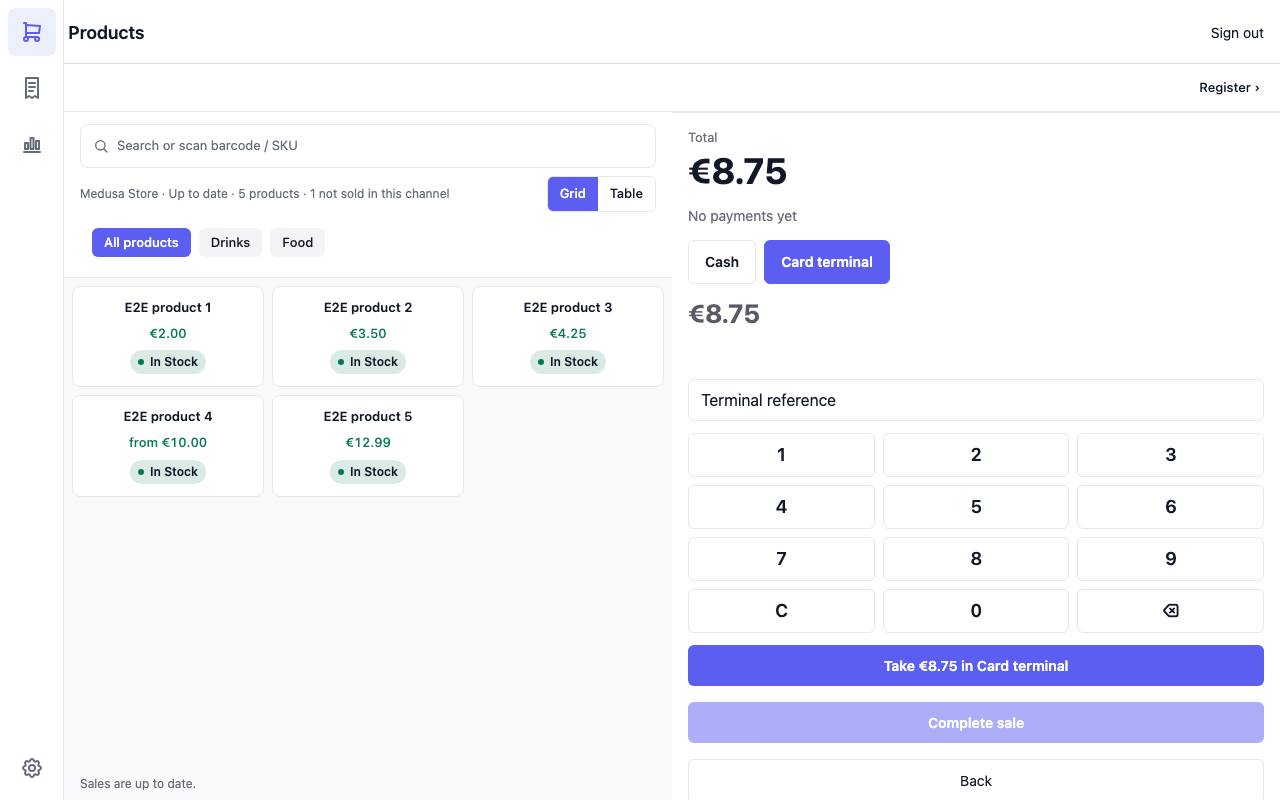 Products
Sign out
Register ›
Search or scan barcode / SKU
Medusa Store · Up to date · 5 products · 1 not sold in this channel
Grid
Table
All products
Drinks
Food
E2E product 1
€2.00
In Stock
E2E product 2
€3.50
In Stock
E2E product 3
€4.25
In Stock
E2E product 4
from €10.00
In Stock
E2E product 5
€12.99
In Stock
Sales are up to date.
Total
€8.75
No payments yet
Cash
Card terminal
€8.75
Terminal reference
1 2 3
4 5 6
7 8 9
C 0
Take €8.75 in Card terminal
Complete sale
Back